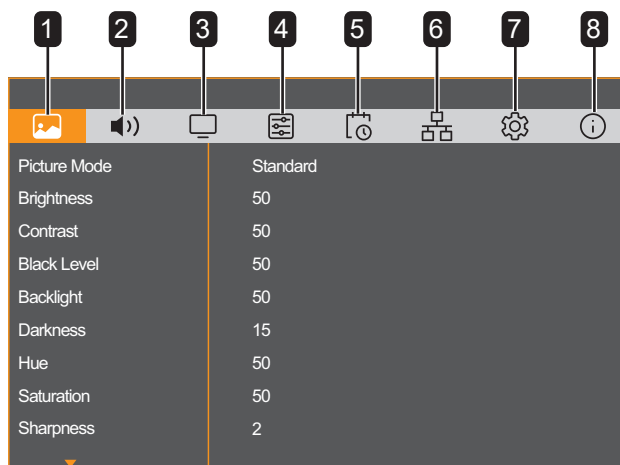 1 2 3 4 5 6 7 8
Picture Mode Standard
Brightness 50
Contrast 50
Black Level 50
Backlight 50
Darkness 15
Hue 50
Saturation 50
Sharpness 2